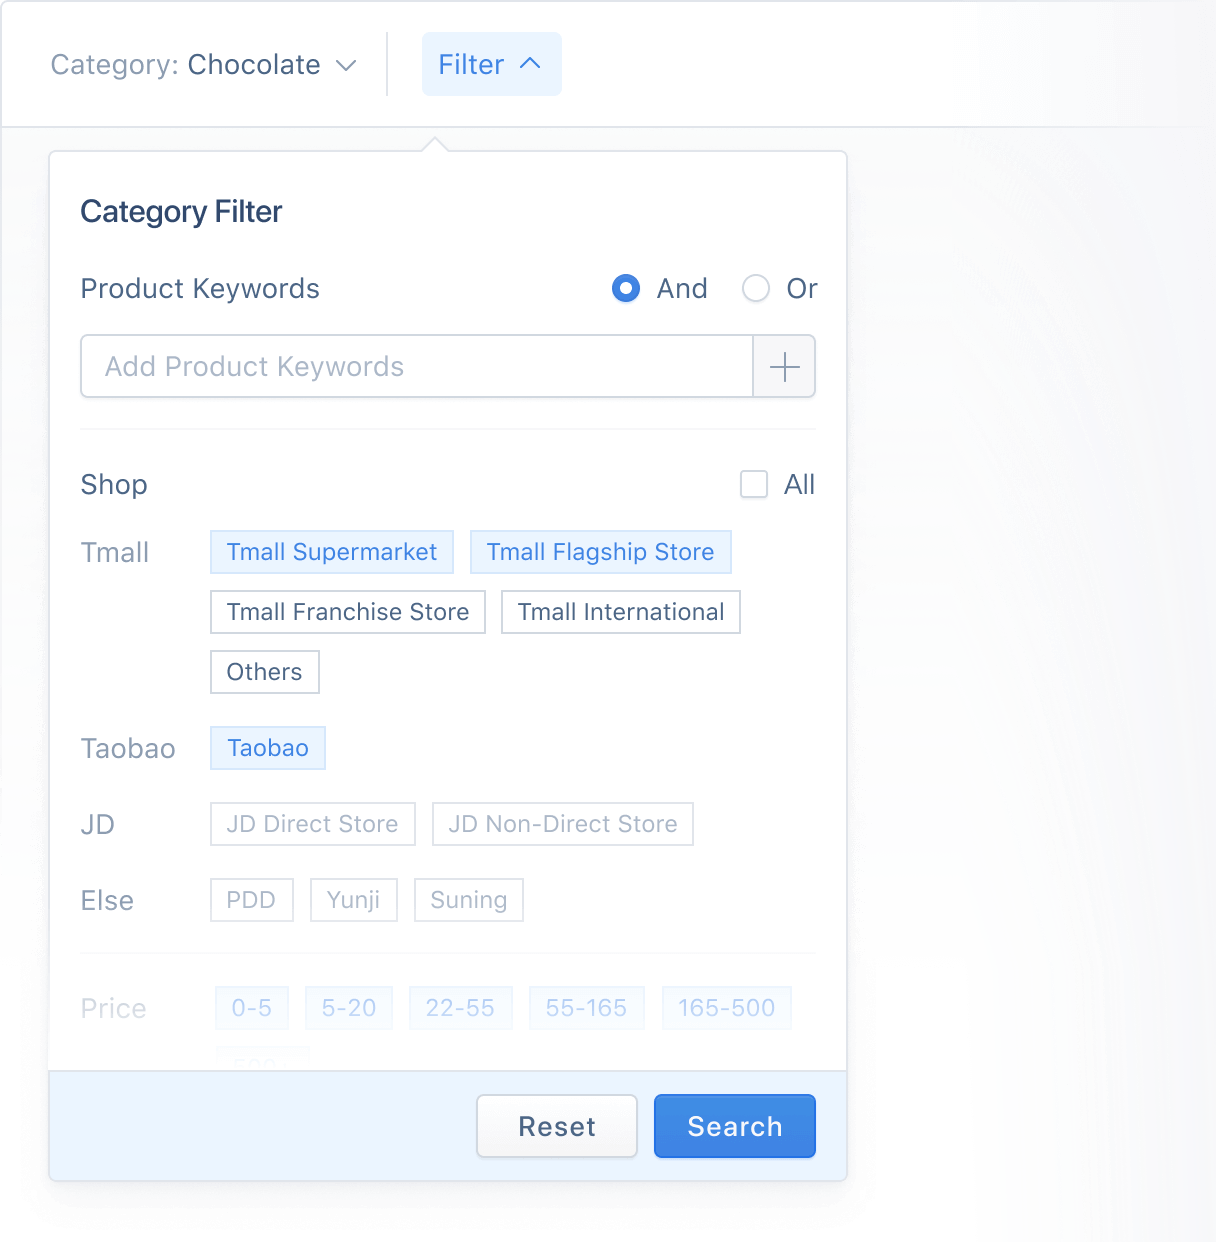 Category: Chocolate Filter
Category Filter
Product Keywords And Or
Add Product Keywords
Shop All
Tmall Tmall Supermarket Tmall Flagship Store
Tmall Franchise Store Tmall International
Others
Taobao Taobao
JD JD Direct Store JD Non-Direct Store
Else PDD Yunji Suning
Price 0-5 5-20 22-55 55-165 165-500
Reset Search